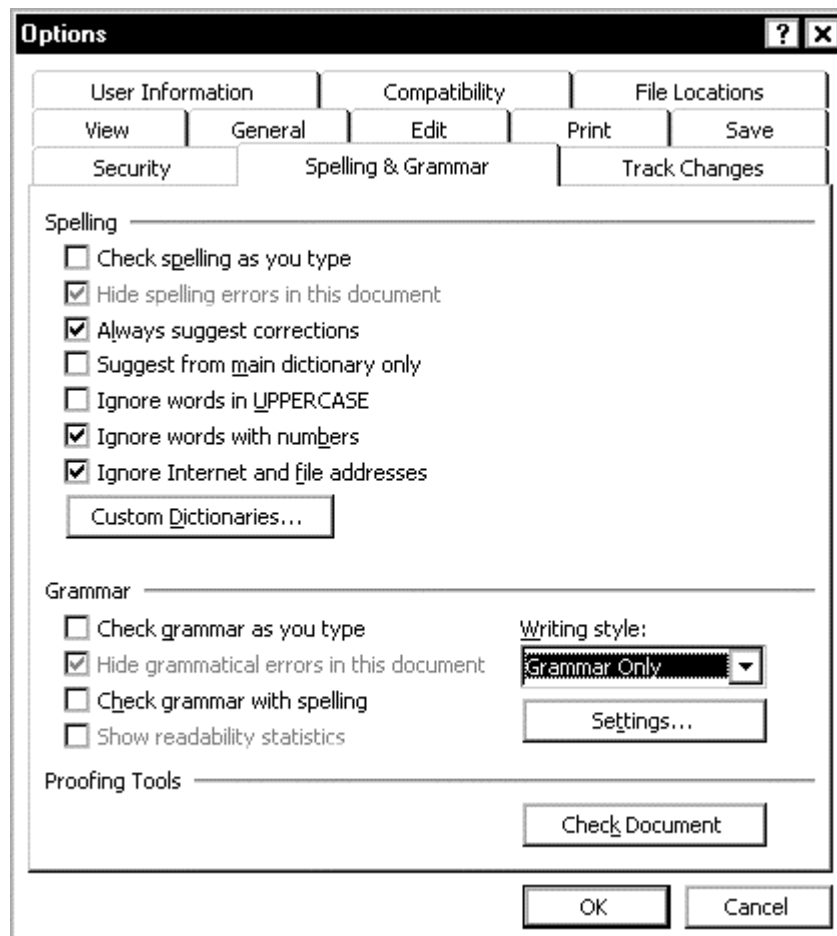 Options
User Information Compatibility File Locations
View General Edit Print Save
Security Spelling & Grammar Track Changes
Spelling
Check spelling as you type
Hide spelling errors in this document
Always suggest corrections
Suggest from main dictionary only
Ignore words in UPPERCASE
Ignore words with numbers
Ignore Internet and file addresses
Custom Dictionaries...
Grammar
Check grammar as you type Writing style:
Hide grammatical errors in this document Grammar Only
Check grammar with spelling
Show readability statistics Settings...
Proofing Tools
Check Document
OK Cancel